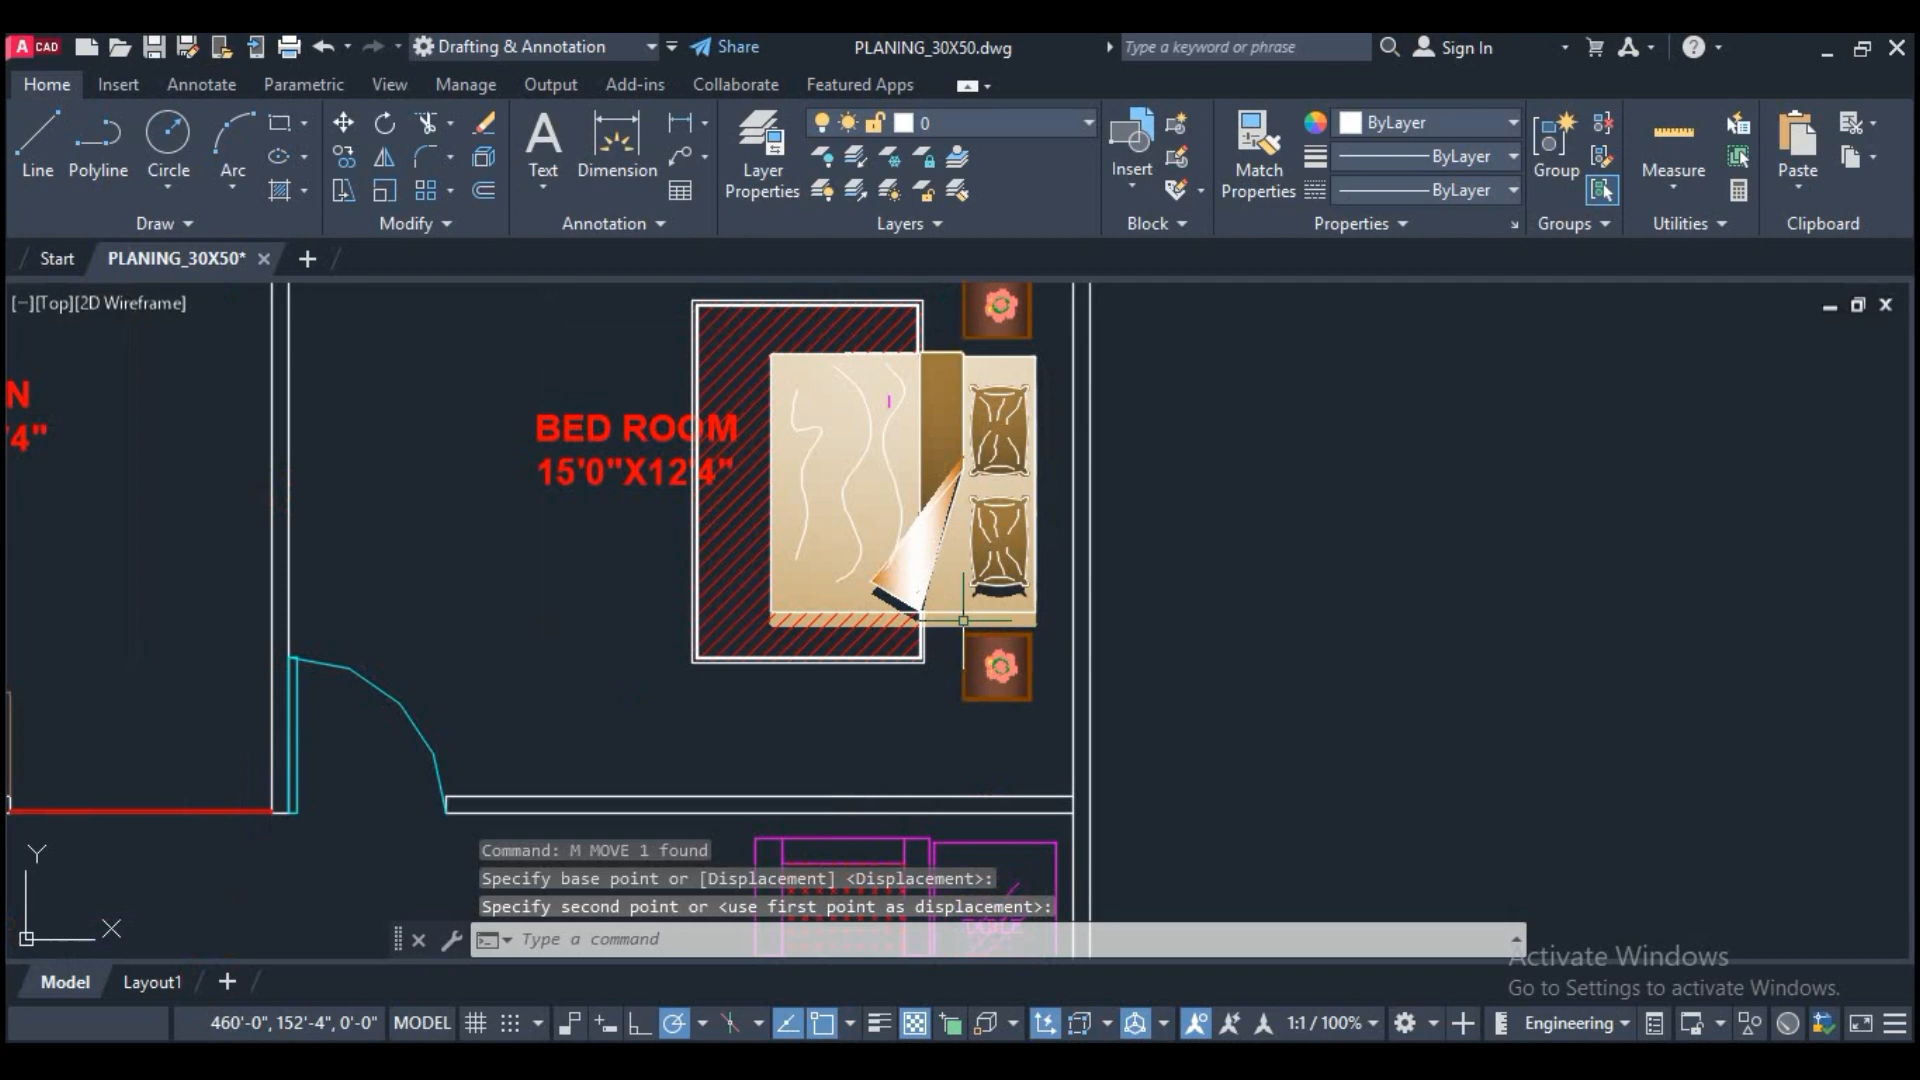 A CAD
Drafting & Annotation
Share
PLANING_30X50.dwg
Type a keyword or phrase
Sign In
Home
Insert
Annotate
Parametric
View
Manage
Output
Add-ins
Collaborate
Featured Apps
Line
Polyline
Circle
Arc
Draw
Modify
Text
Dimension
Annotation
Layer
Properties
0
Layers
Insert
Block
Match
Properties
ByLayer
ByLayer
ByLayer
Properties
Group
Groups
Measure
Utilities
Paste
Clipboard
Start
PLANING_30X50*
[−][Top][2D Wireframe]
N
'4"
BED ROOM
15'0"X12'4"
Command: M MOVE 1 found
Specify base point or [Displacement] <Displacement>:
Specify second point or <use first point as displacement>:
Type a command
Y
X
Activate Windows
Go to Settings to activate Windows.
Model
Layout1
460'-0", 152'-4", 0'-0"
MODEL
1:1 / 100%
Engineering